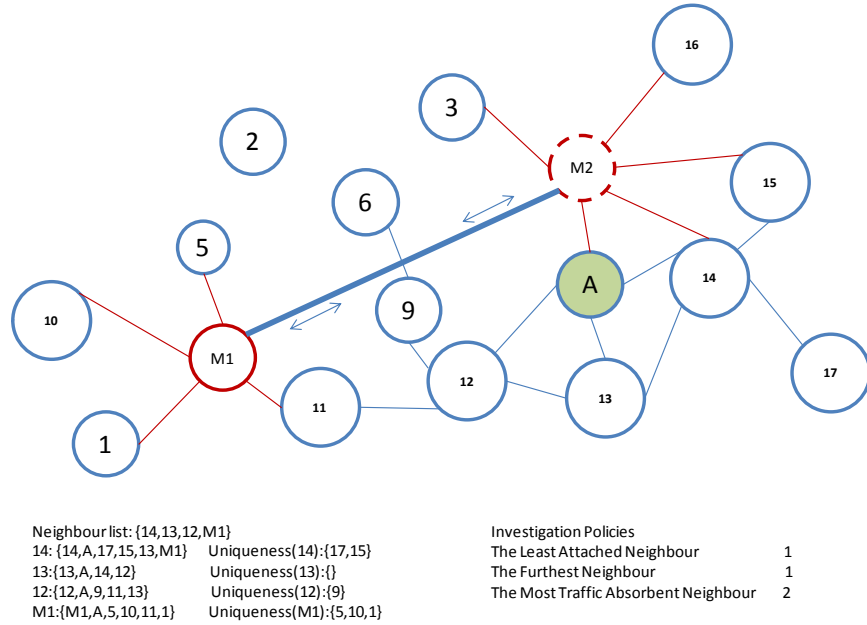 16
3
2
M2
15
6
5
A
14
10
9
M1
12
17
11
13
1
Neighbour list: {14,13,12,M1}
14: {14,A,17,15,13,M1} Uniqueness(14):{17,15}
13:{13,A,14,12} Uniqueness(13):{}
12:{12,A,9,11,13} Uniqueness(12):{9}
M1:{M1,A,5,10,11,1} Uniqueness(M1):{5,10,1}
Investigation Policies
The Least Attached Neighbour 1
The Furthest Neighbour 1
The Most Traffic Absorbent Neighbour 2